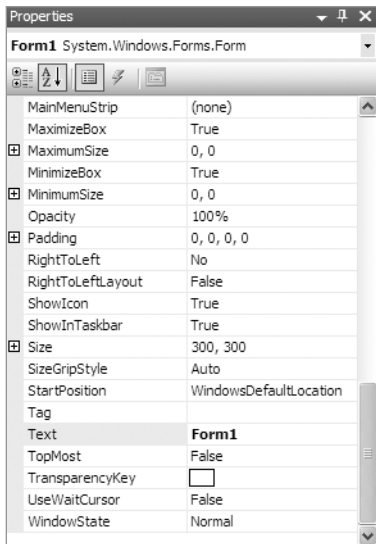 Properties
Form1 System.Windows.Forms.Form
A
Z
MainMenuStrip (none)
MaximizeBox True
MaximumSize 0, 0
MinimizeBox True
MinimumSize 0, 0
Opacity 100%
Padding 0, 0, 0, 0
RightToLeft No
RightToLeftLayout False
ShowIcon True
ShowInTaskbar True
Size 300, 300
SizeGripStyle Auto
StartPosition WindowsDefaultLocation
Tag
Text Form1
TopMost False
TransparencyKey
UseWaitCursor False
WindowState Normal